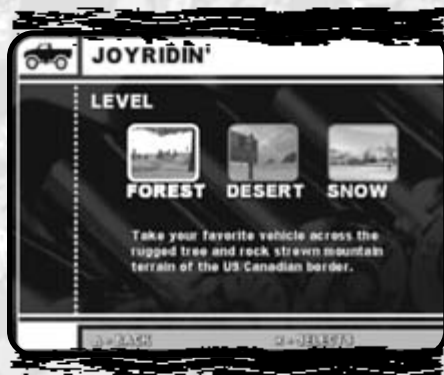 JOYRIDIN'
LEVEL
FOREST DESERT SNOW
Take your favorite vehicle across the
rugged tree and rock strewn mountain
terrain of the US Canadian border.